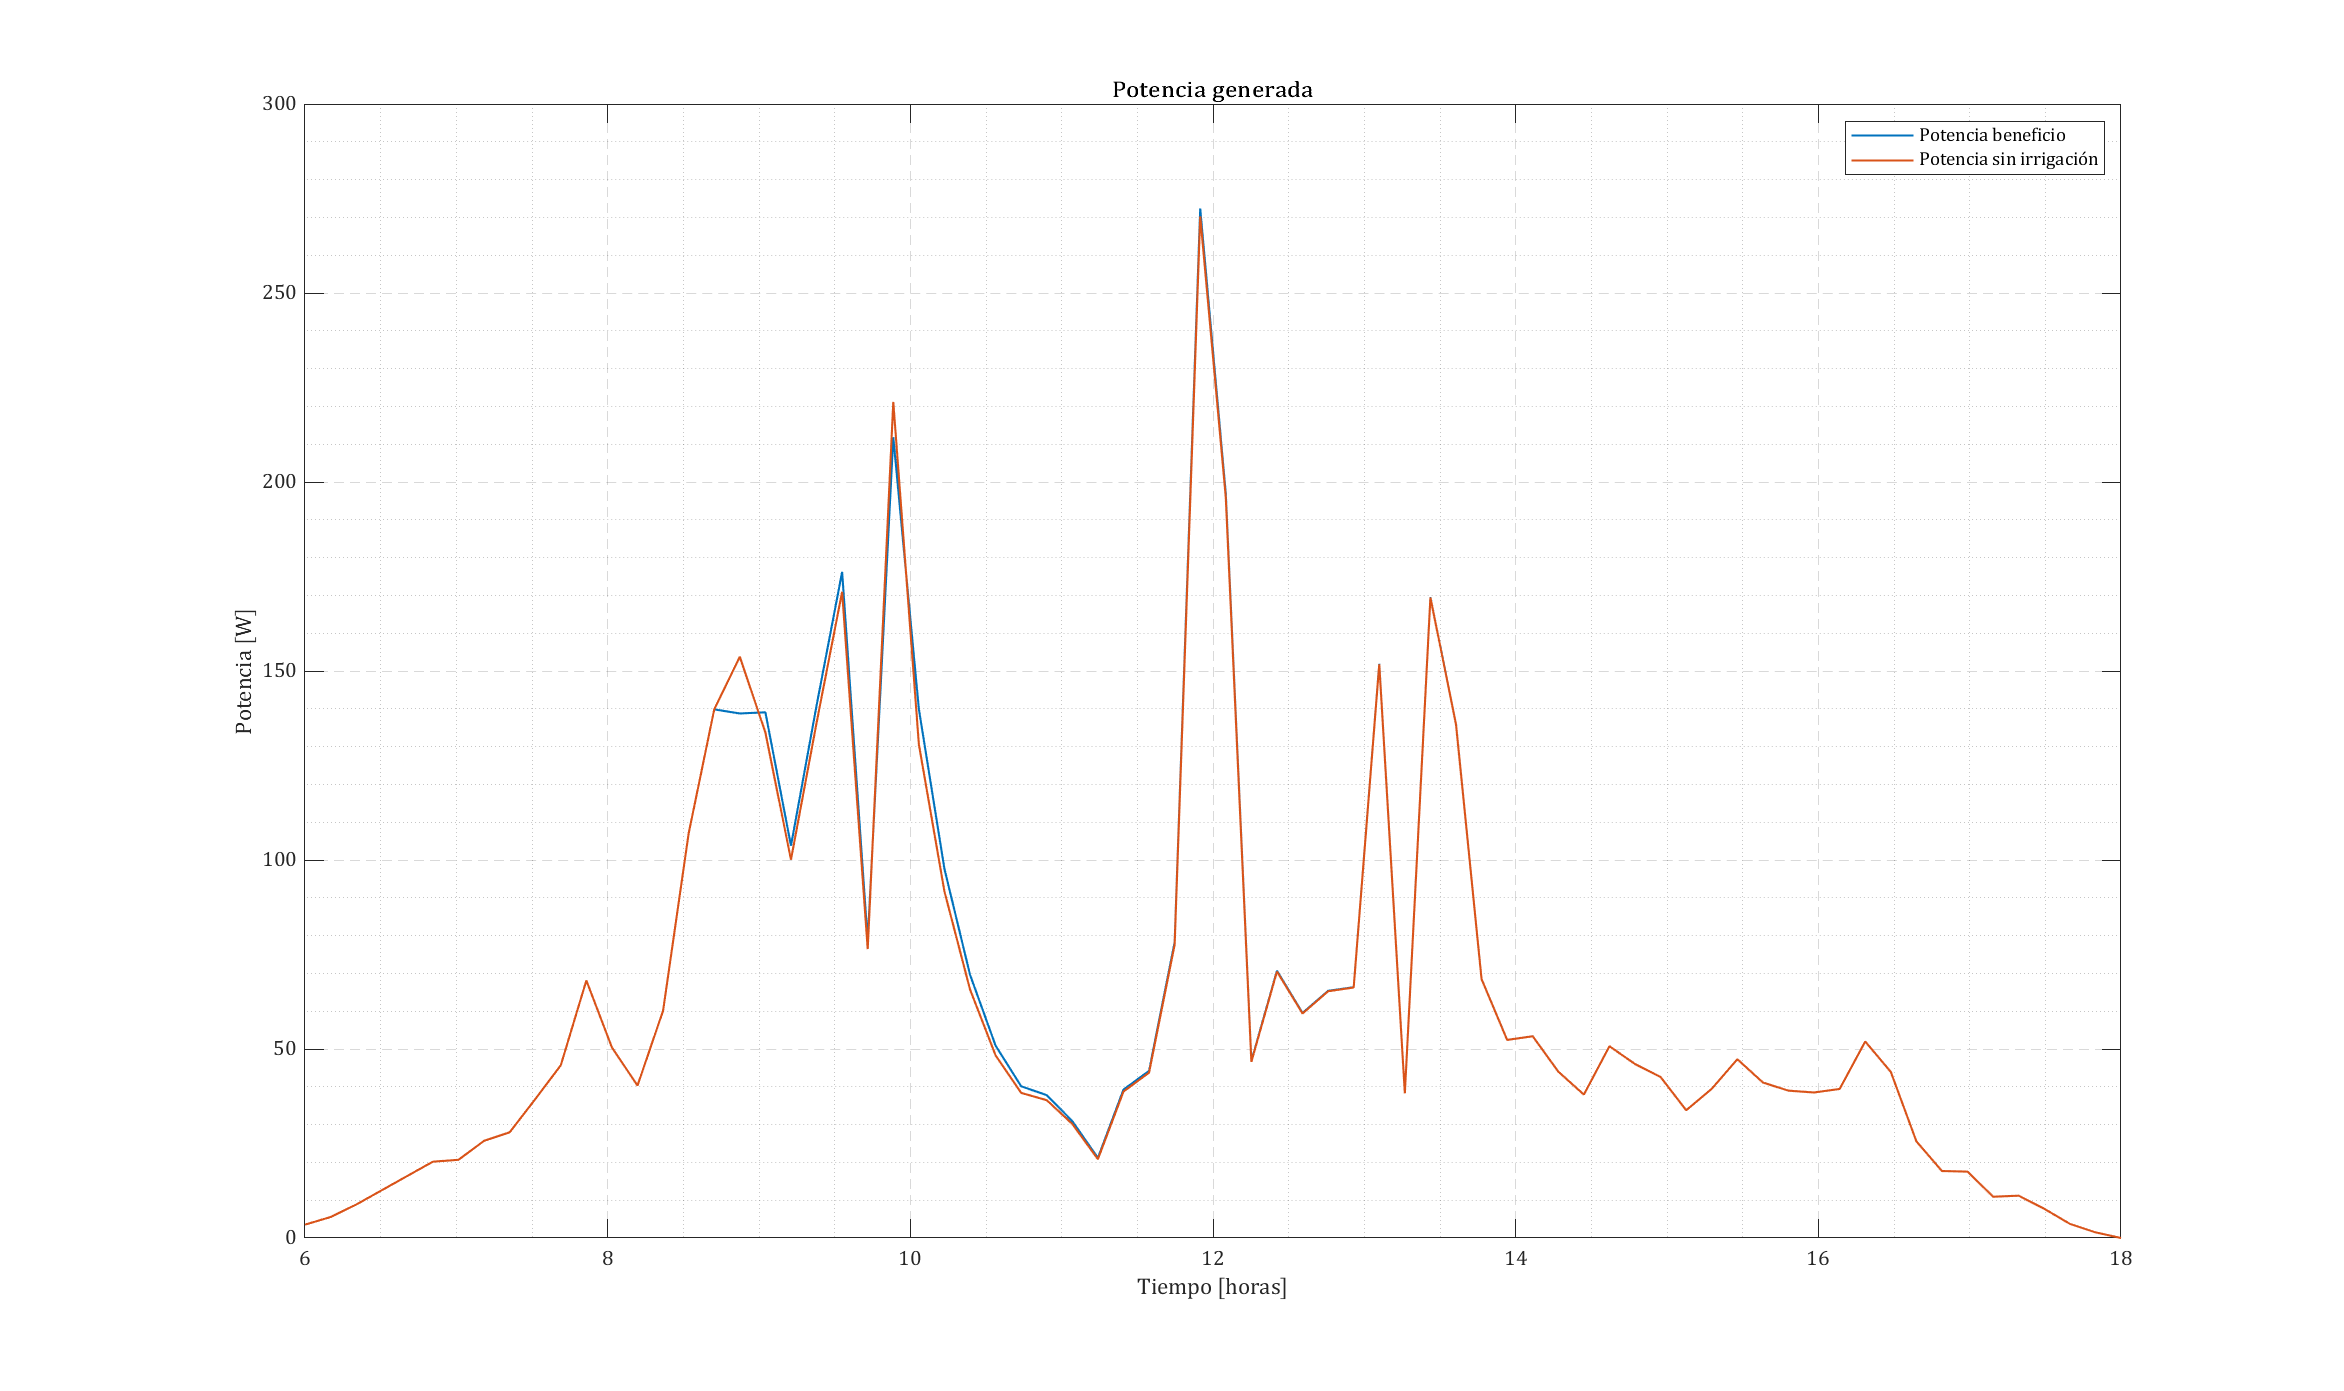 Potencia generada
300
250
200
150
100
50
0
Potencia [W]
6
8
10
12
14
16
18
Tiempo [horas]
Potencia beneficio
Potencia sin irrigación